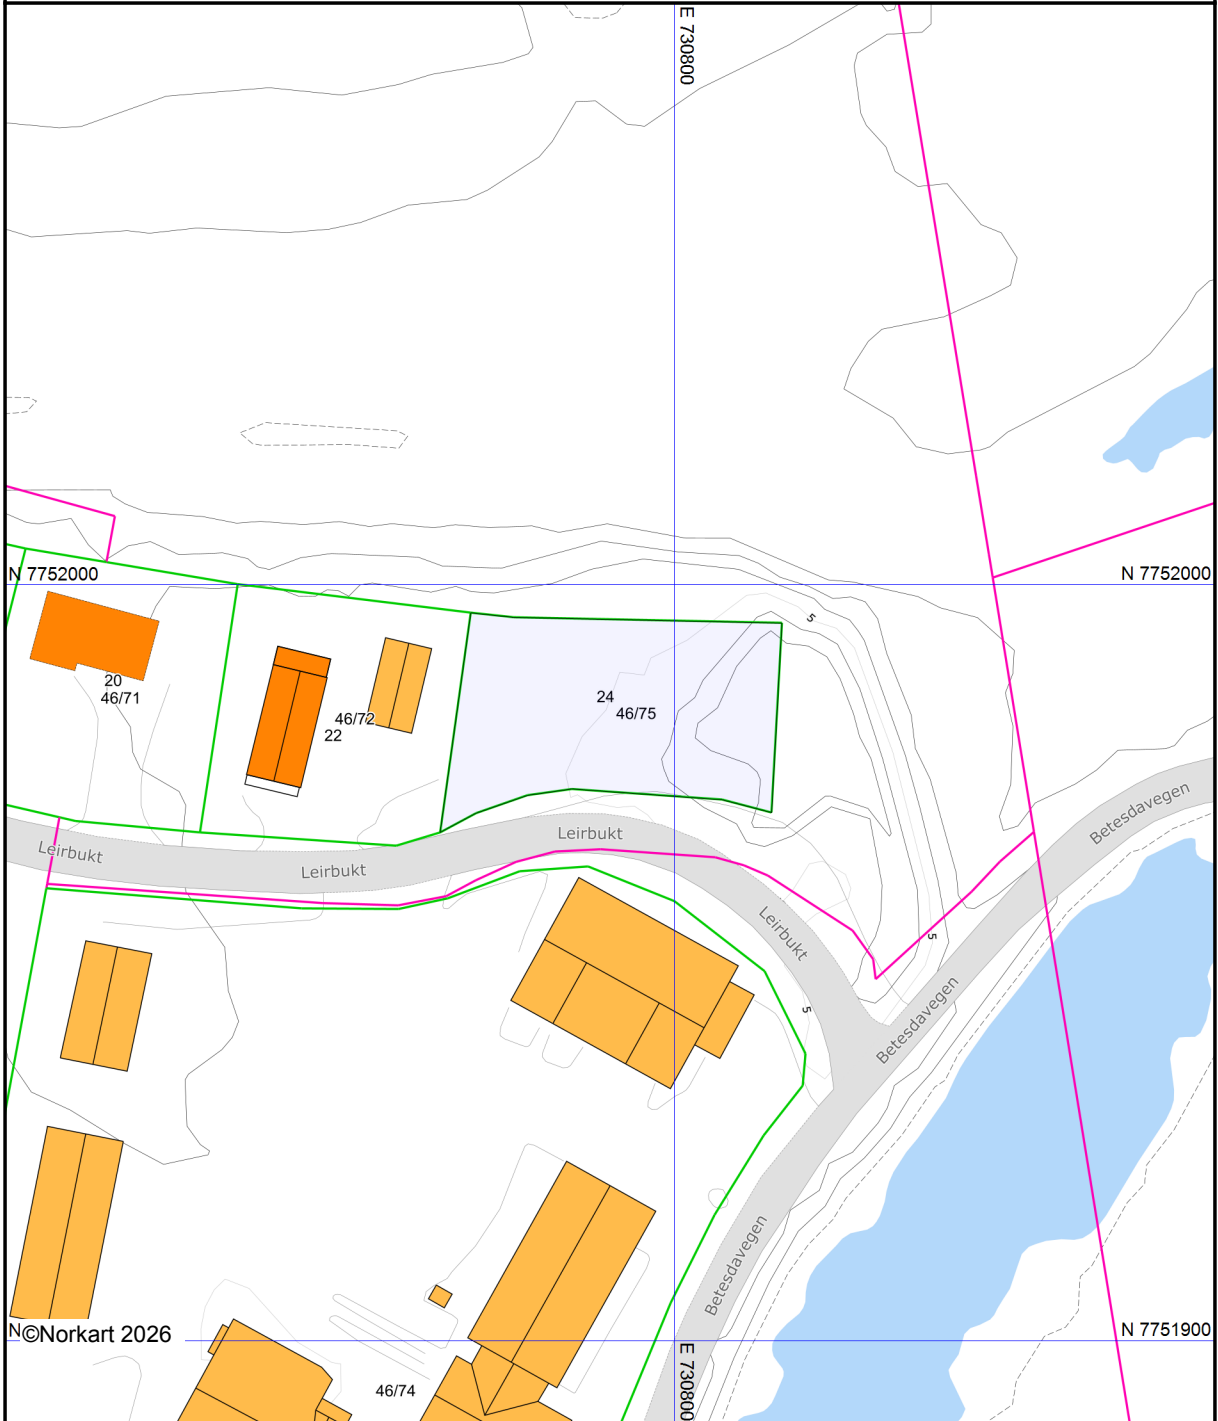 E 730800
N 7752000
N 7752000
5
20
46/71
46/72
22
24
46/75
Leirbukt
Leirbukt
Leirbukt
Leirbukt
Betesdavegen
5
5
Betesdavegen
Betesdavegen
N
©Norkart 2026
N 7751900
E 730800
46/74